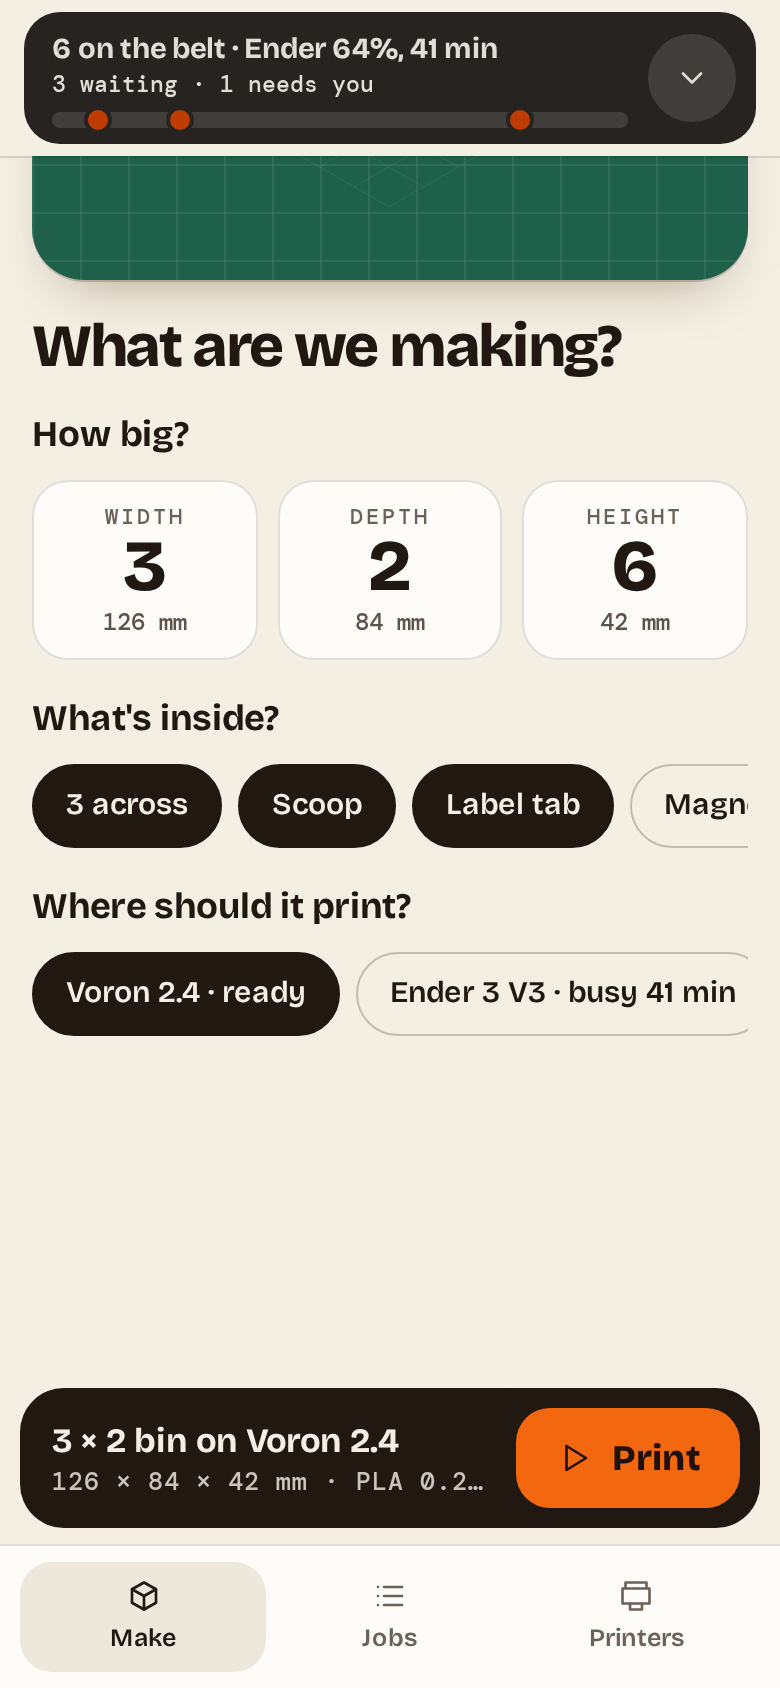 6 on the belt · Ender 64%, 41 min
3 waiting · 1 needs you
What are we making?
How big?
WIDTH
3
126 mm
DEPTH
2
84 mm
HEIGHT
6
42 mm
What's inside?
3 across
Scoop
Label tab
Where should it print?
Voron 2.4 · ready
Ender 3 V3 · busy 41 min
3 × 2 bin on Voron 2.4
126 × 84 × 42 mm · PLA 0.2…
Print
Make
Jobs
Printers